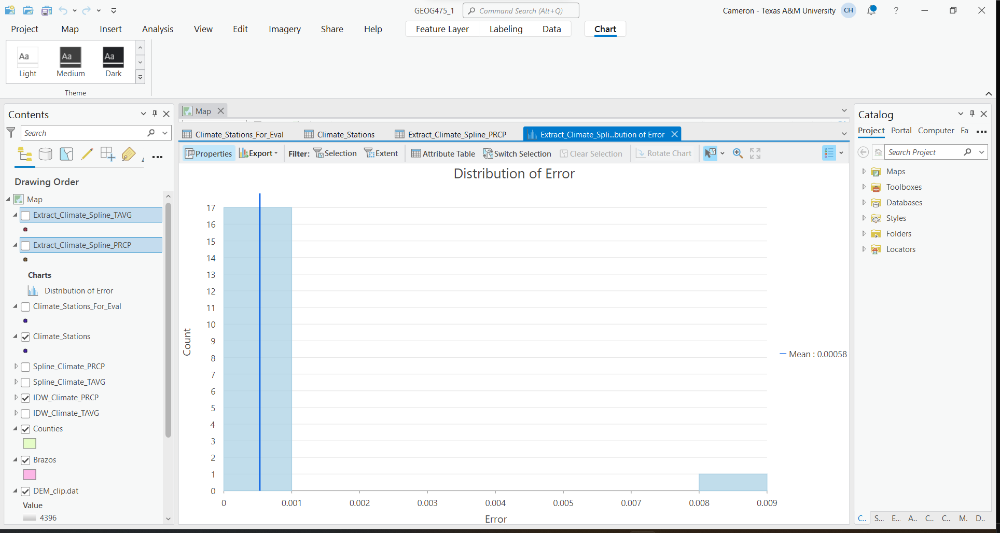 GEOG475_1
Command Search (Alt+Q)
Cameron - Texas A&M University
CH
?
Project
Map
Insert
Analysis
View
Edit
Imagery
Share
Help
Feature Layer
Labeling
Data
Chart
Aa
Aa
Aa
Light
Medium
Dark
Theme
Contents
Search
Drawing Order
Map
Extract_Climate_Spline_TAVG
Extract_Climate_Spline_PRCP
Charts
Distribution of Error
Climate_Stations_For_Eval
Climate_Stations
Spline_Climate_PRCP
Spline_Climate_TAVG
IDW_Climate_PRCP
IDW_Climate_TAVG
Counties
Brazos
DEM_clip.dat
Value
4396
Map
Climate_Stations_For_Eval
Climate_Stations
Extract_Climate_Spline_PRCP
Extract_Climate_Spli...bution of Error
Properties
Export
Filter:
Selection
Extent
Attribute Table
Switch Selection
Clear Selection
Rotate Chart
Distribution of Error
17
16
15
14
13
12
11
10
9
8
7
6
5
4
3
2
1
0
Count
0
0.001
0.002
0.003
0.004
0.005
0.007
0.008
0.009
Error
Mean : 0.00058
Catalog
Project
Portal
Computer
Fa
Search Project
Maps
Toolboxes
Databases
Styles
Folders
Locators
C..
S...
E..
A..
C..
C...
M.
D..